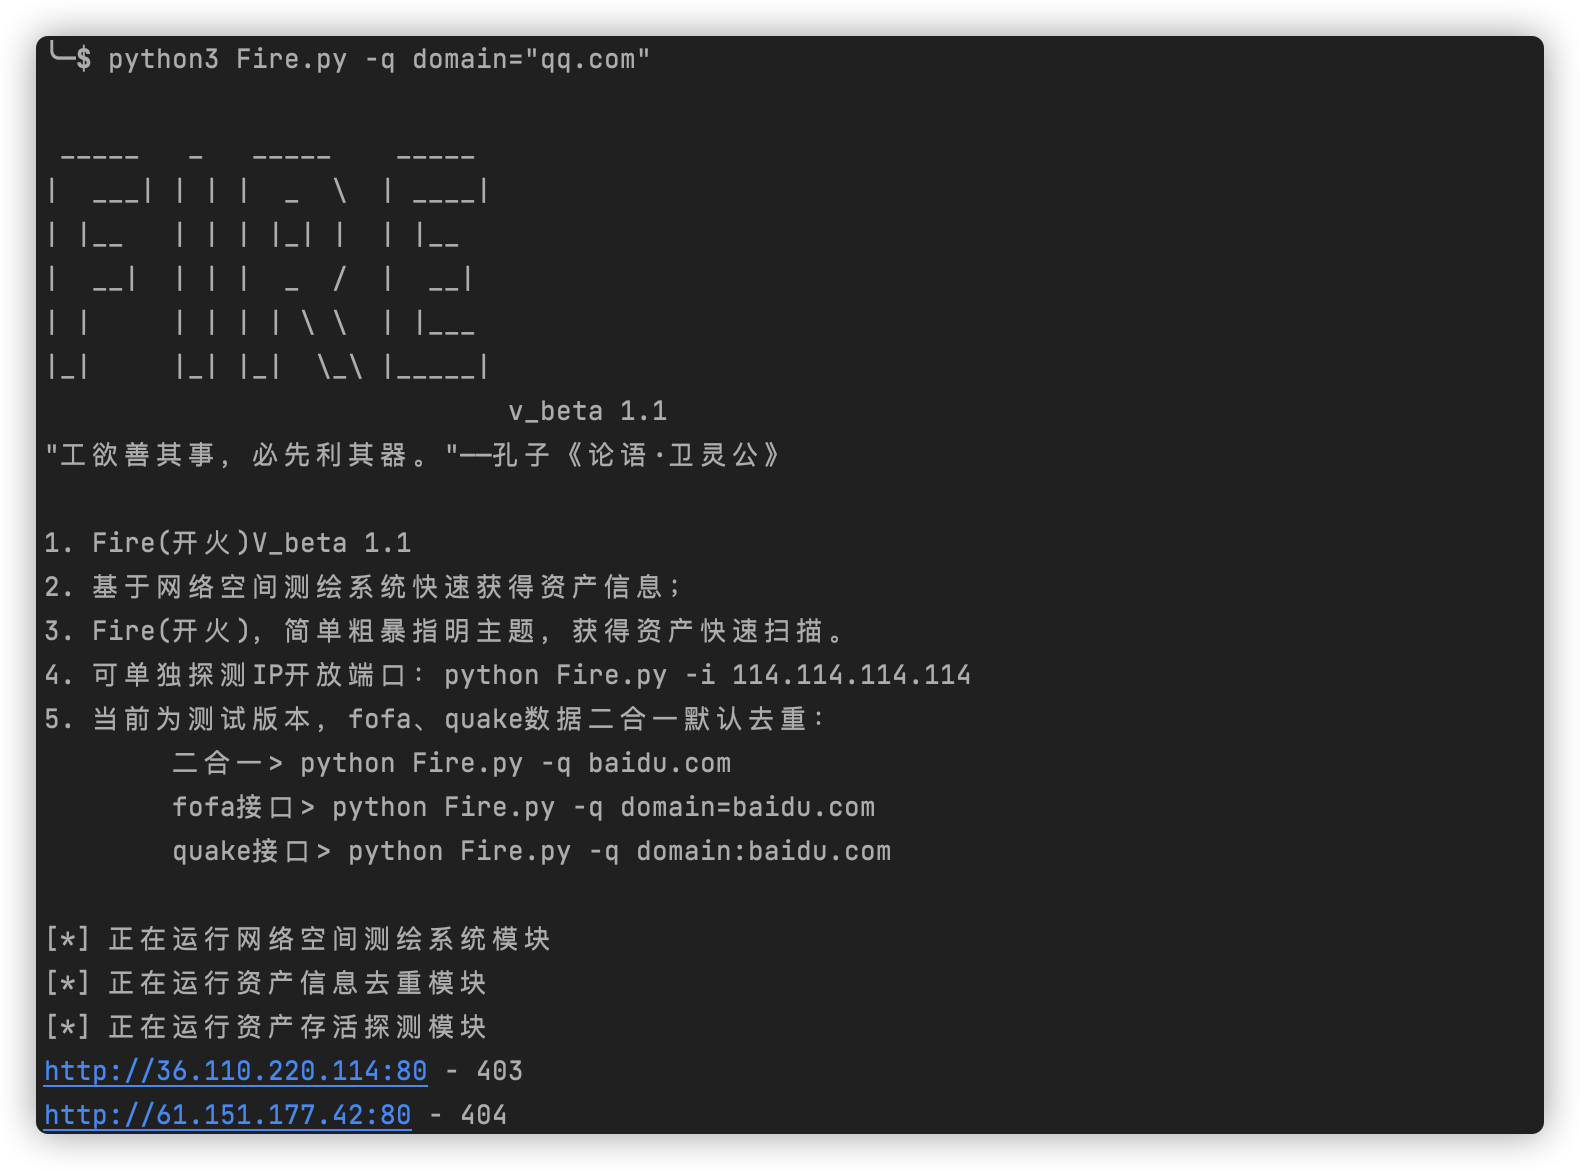 ╰─$ python3 Fire.py -q domain="qq.com"
 _____   _   _____    _____
|  ___| | | |  _  \  | ____|
| |__   | | | |_| |  | |__
|  __|  | | |  _  /  |  __|
| |     | | | | \ \  | |___
|_|     |_| |_|  \_\ |_____|
v_beta 1.1
"工欲善其事，必先利其器。"——孔子《论语·卫灵公》
1. Fire(开火)V_beta 1.1
2. 基于网络空间测绘系统快速获得资产信息；
3. Fire(开火)，简单粗暴指明主题，获得资产快速扫描。
4. 可单独探测IP开放端口：python Fire.py -i 114.114.114.114
5. 当前为测试版本，fofa、quake数据二合一默认去重：
二合一> python Fire.py -q baidu.com
fofa接口> python Fire.py -q domain=baidu.com
quake接口> python Fire.py -q domain:baidu.com
[*] 正在运行网络空间测绘系统模块
[*] 正在运行资产信息去重模块
[*] 正在运行资产存活探测模块
http://36.110.220.114:80 - 403
http://61.151.177.42:80 - 404